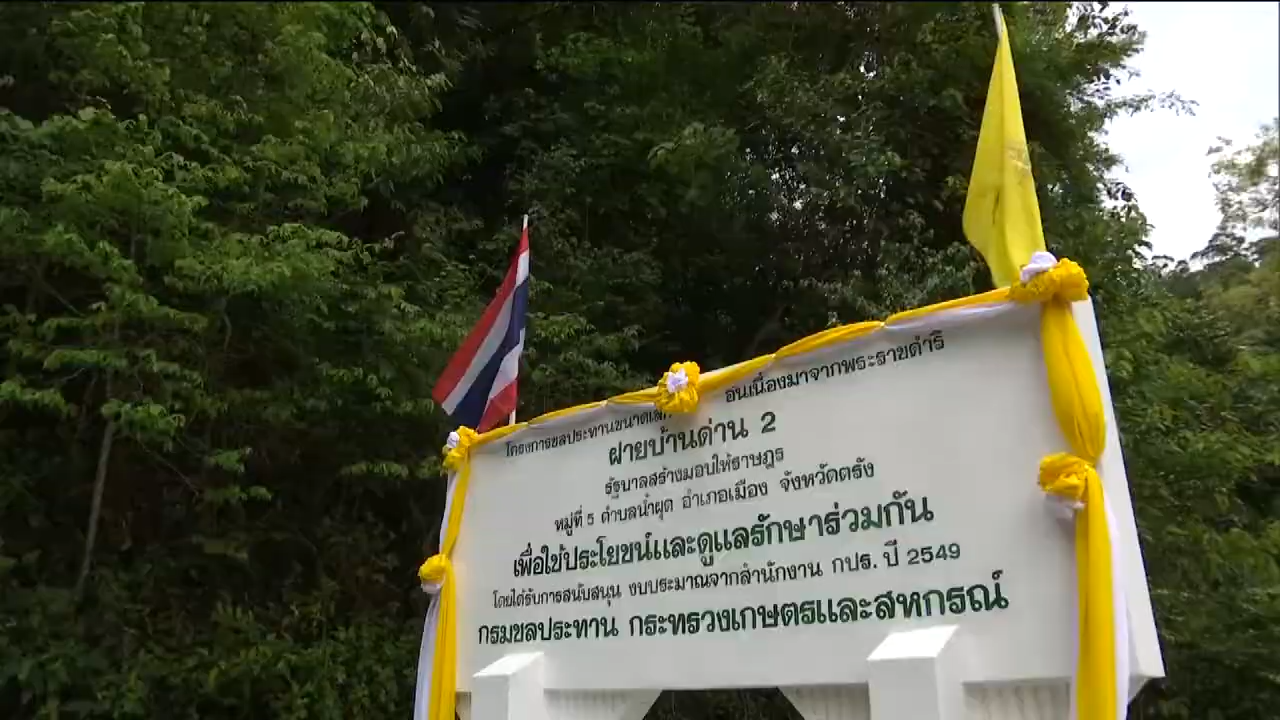 โครงการชลประทานขนาดเล็ก อันเนื่องมาจากพระราชดำริ
ฝายบ้านด่าน 2
รัฐบาลสร้างมอบให้ราษฎร
หมู่ที่ 5 ตำบลน้ำผุด อำเภอเมือง จังหวัดตรัง
เพื่อใช้ประโยชน์และดูแลรักษาร่วมกัน
โดยได้รับการสนับสนุน งบประมาณจากสำนักงาน กปร. ปี 2549
กรมชลประทาน กระทรวงเกษตรและสหกรณ์